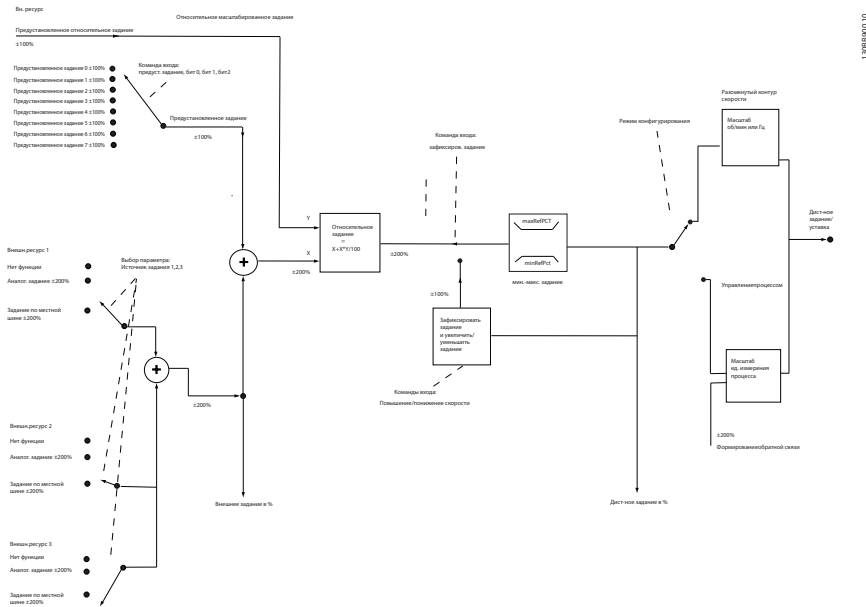 Вн. ресурс
Относительное масштабированное задание
Предустановленное относительное задание
±100%
Предустановленное задание 0 ±100%
Предустановленное задание 1 ±100%
Предустановленное задание 2 ±100%
Предустановленное задание 3 ±100%
Предустановленное задание 4 ±100%
Предустановленное задание 5 ±100%
Предустановленное задание 6 ±100%
Предустановленное задание 7 ±100%
Команда входа:
предуст. задание, бит 0, бит 1, бит2
Предустановленное задание
±100%
Y
X
±200%
Относительное
задание
=
X+X*Y/100
±200%
Команда входа:
зафиксиров. задание
maxRefPCT
minRefPct
мин.-макс. задание
±100%
Зафиксировать
задание
и увеличить/
уменьшить
задание
Команды входа:
Повышение/понижение скорости
Режим конфигурирования
Разомкнутый контур
скорости
Масштаб
об/мин или Гц
Дист-ное
задание/
уставка
Управлениепроцессом
Масштаб
ед. измерения
процесса
±200%
Формированиеобратной связи
Дист-ное задание в %
Внешн.ресурс 1
Нет функции
Аналог. задание ±200%
Задание по местной
шине ±200%
Выбор параметра:
Источник задания 1,2,3
+
+
±200%
Внешнее задание в %
Внешн.ресурс 2
Нет функции
Аналог. задание ±200%
Задание по местной
шине ±200%
Внешн.ресурс 3
Нет функции
Аналог. задание ±200%
Задание по местной
шине ±200%
130BB900.10